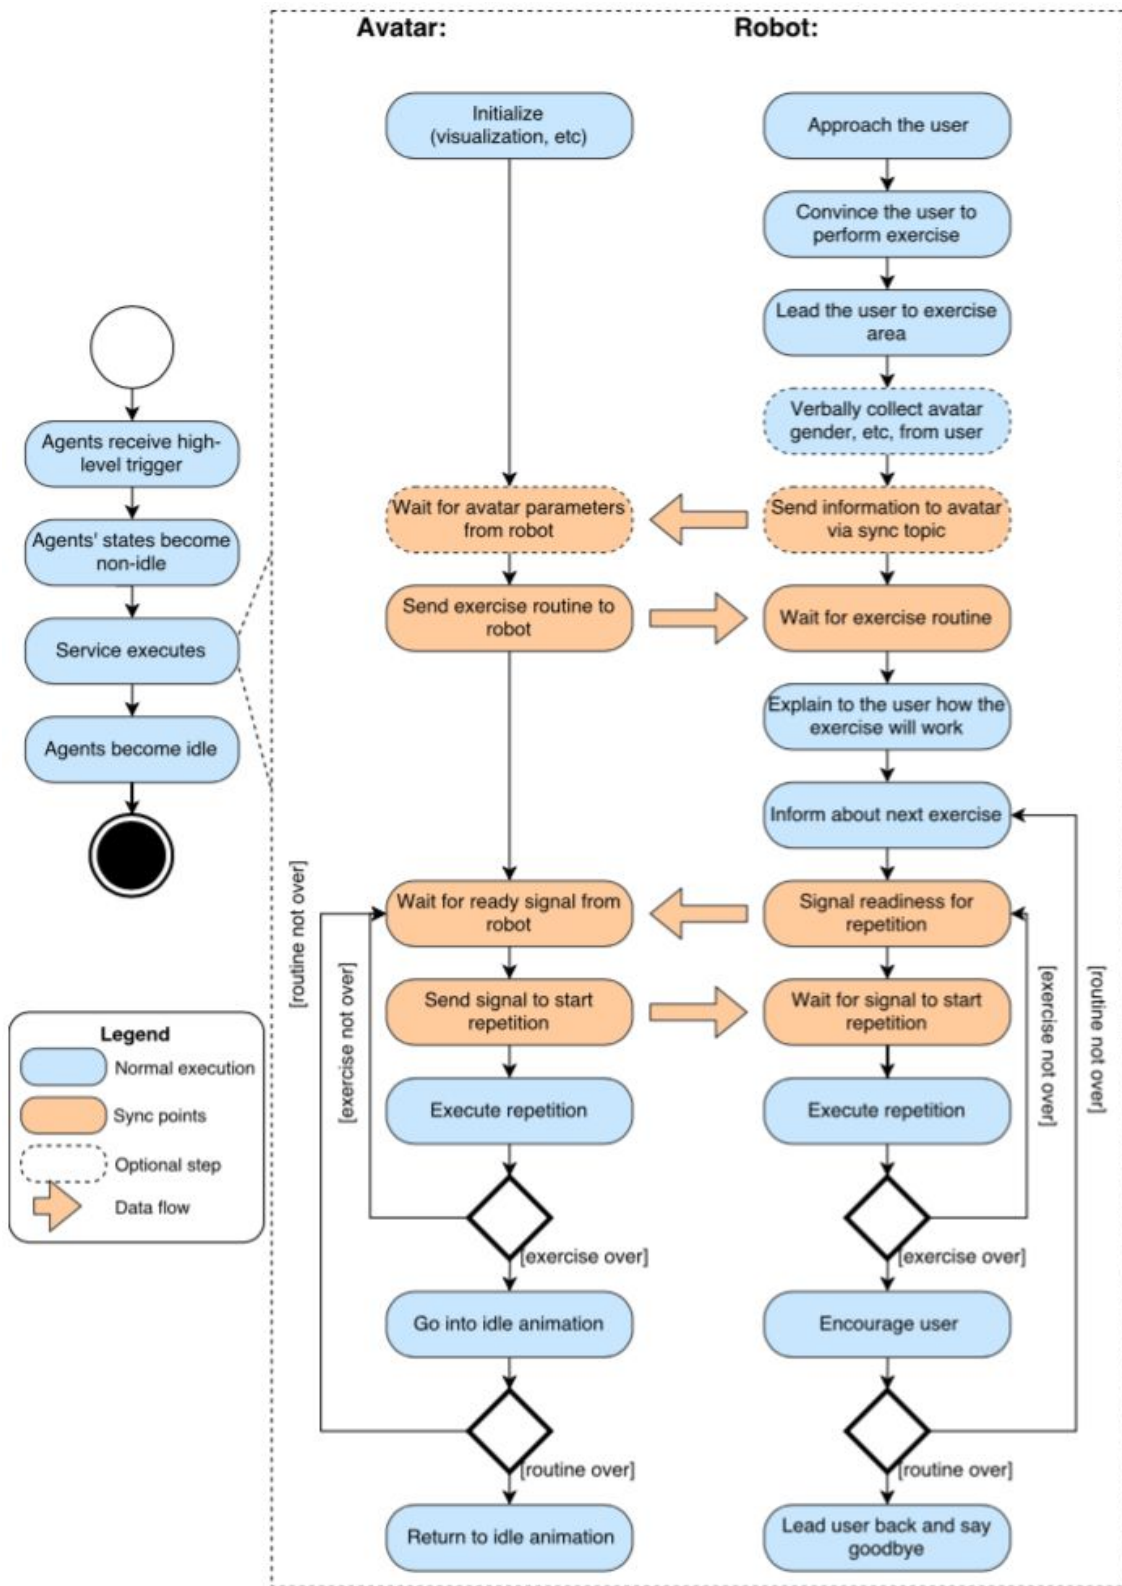 Avatar:
Robot:
Initialize
(visualization, etc)
Approach the user
Convince the user to
perform exercise
Lead the user to exercise
area
Verbally collect avatar
gender, etc, from user
Wait for avatar parameters
from robot
Send information to avatar
via sync topic
Send exercise routine to
robot
Wait for exercise routine
Explain to the user how the
exercise will work
Inform about next exercise
Wait for ready signal from
robot
Signal readiness for
repetition
Send signal to start
repetition
Wait for signal to start
repetition
Execute repetition
Execute repetition
[exercise over]
[exercise over]
Go into idle animation
Encourage user
[routine over]
[routine over]
Return to idle animation
Lead user back and say
goodbye
[routine not over]
[exercise not over]
[exercise not over]
[routine not over]
Agents receive high-
level trigger
Agents' states become
non-idle
Service executes
Agents become idle
Legend
Normal execution
Sync points
Optional step
Data flow